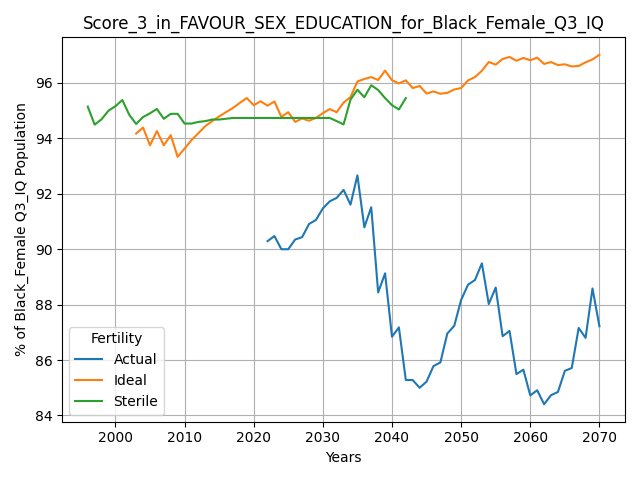 Score_3_in_FAVOUR_SEX_EDUCATION_for_Black_Female_Q3_IQ
% of Black_Female Q3_IQ Population
96
94
92
90
88
86
84
Fertility
Actual
Ideal
Sterile
2000 2010 2020 2030 2040 2050 2060 2070
Years